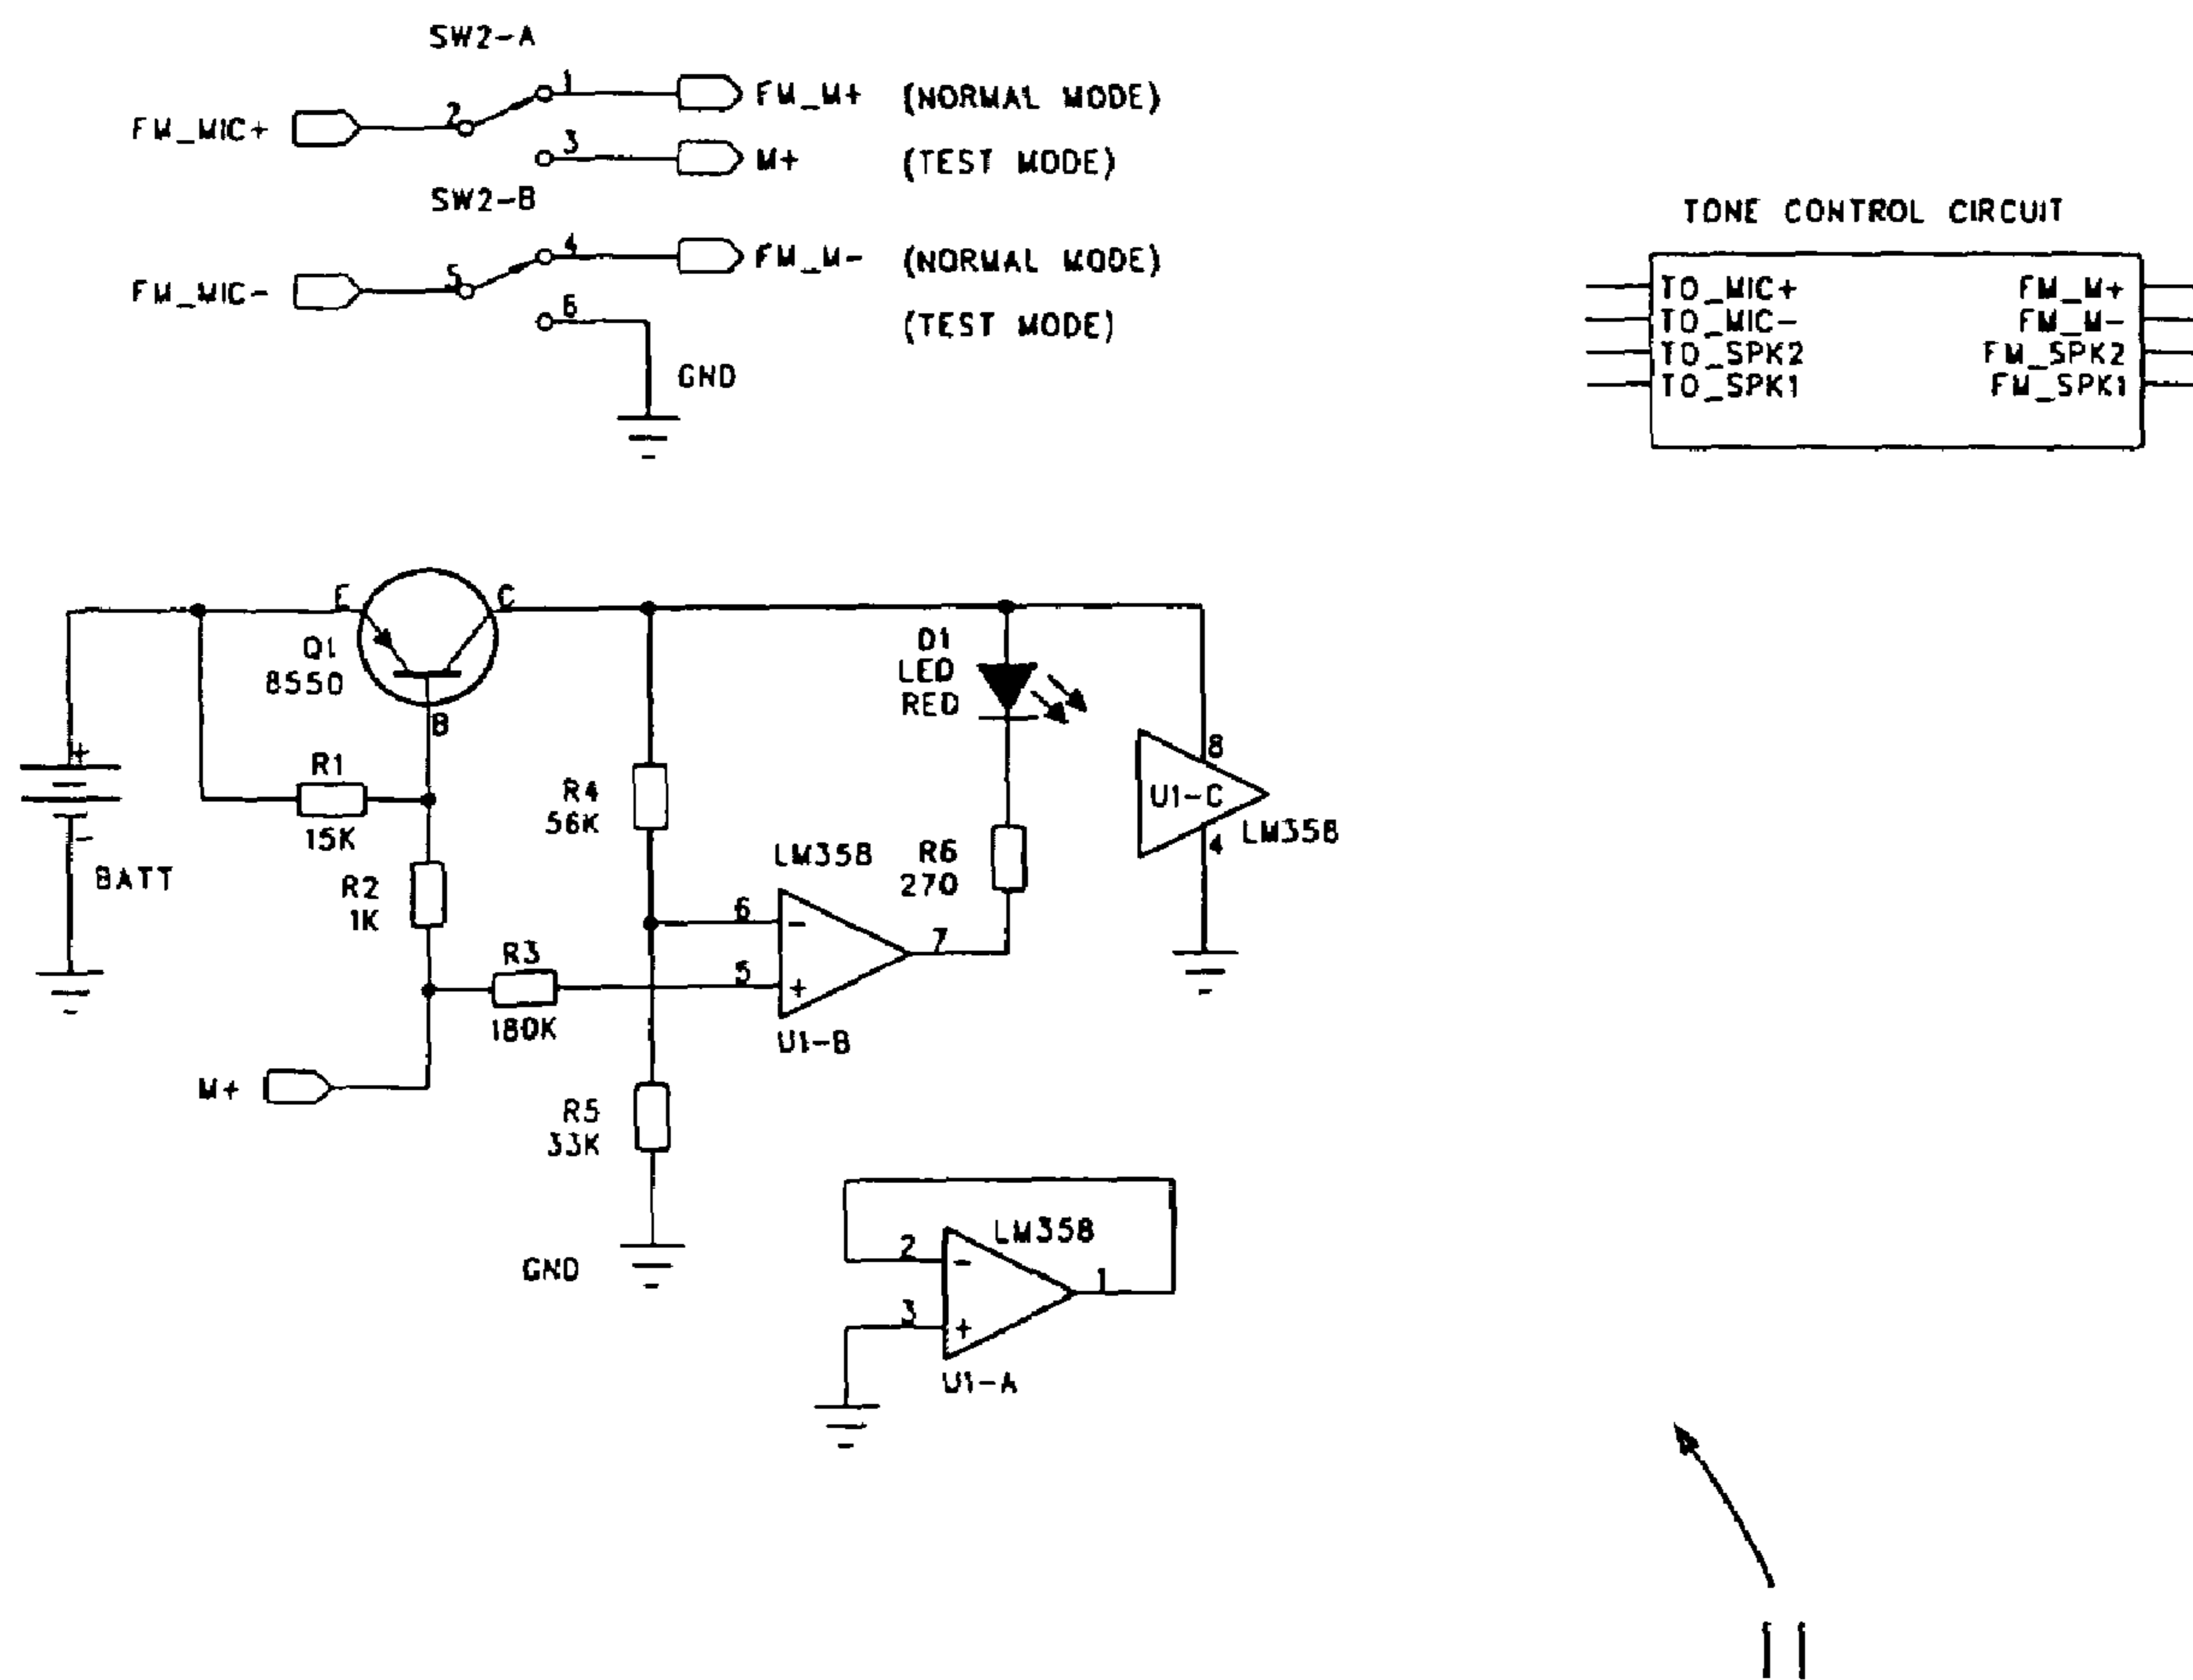 SW2-A
1
FM_MIC+
2
FM_M+ (NORMAL MODE)
3
M+ (TEST MODE)
SW2-B
4
FM_MIC-
5
FM_M- (NORMAL MODE)
6
(TEST MODE)
GND
TONE CONTROL CIRCUIT
TO_MIC+ FM_M+
TO_MIC- FM_M-
TO_SPK2 FM_SPK2
TO_SPK1 FM_SPK1
E
C
Q1
8550
B
D1
LED
RED
+
-
BATT
R1
15K
R2
1K
R4
56K
8
U1-C
4
LM358
LM358
R6
270
6
-
7
R3
180K
5
+
U1-B
M+
R5
33K
GND
LM358
2
-
1
3
+
U1-A
11